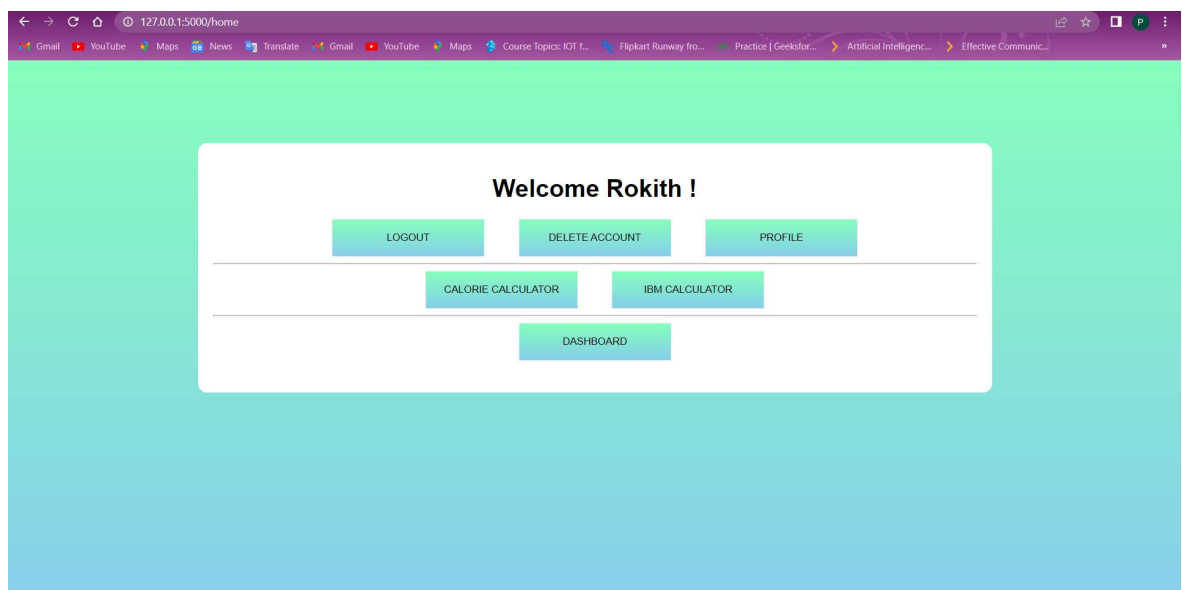 127.0.0.1:5000/home
Gmail YouTube Maps News Translate Gmail YouTube Maps Course Topics: IOT f... Flipkart Runway fro... Practice | Geeksfor... Artificial Intelligenc... Effective Communic... »
P
Welcome Rokith !
LOGOUT DELETE ACCOUNT PROFILE
CALORIE CALCULATOR IBM CALCULATOR
DASHBOARD